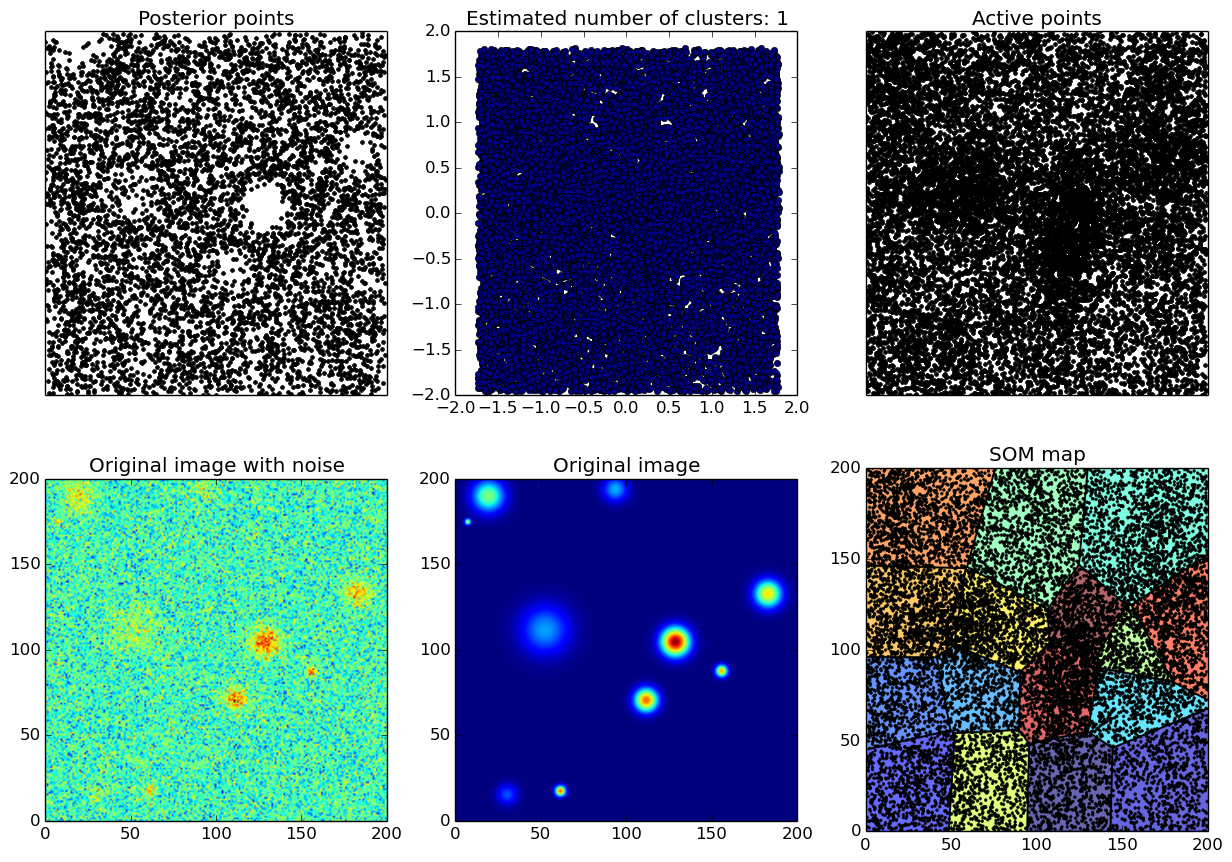 Posterior points
Estimated number of clusters: 1
Active points
2.0
1.5
1.0
0.5
0.0
−0.5
−1.0
−1.5
−2.0
−2.0 −1.5 −1.0 −0.5 0.0 0.5 1.0 1.5 2.0
Original image with noise
Original image
SOM map
200
150
100
50
0
0 50 100 150 200
200
150
100
50
0
0 50 100 150 200
200
150
100
50
0
0 50 100 150 200